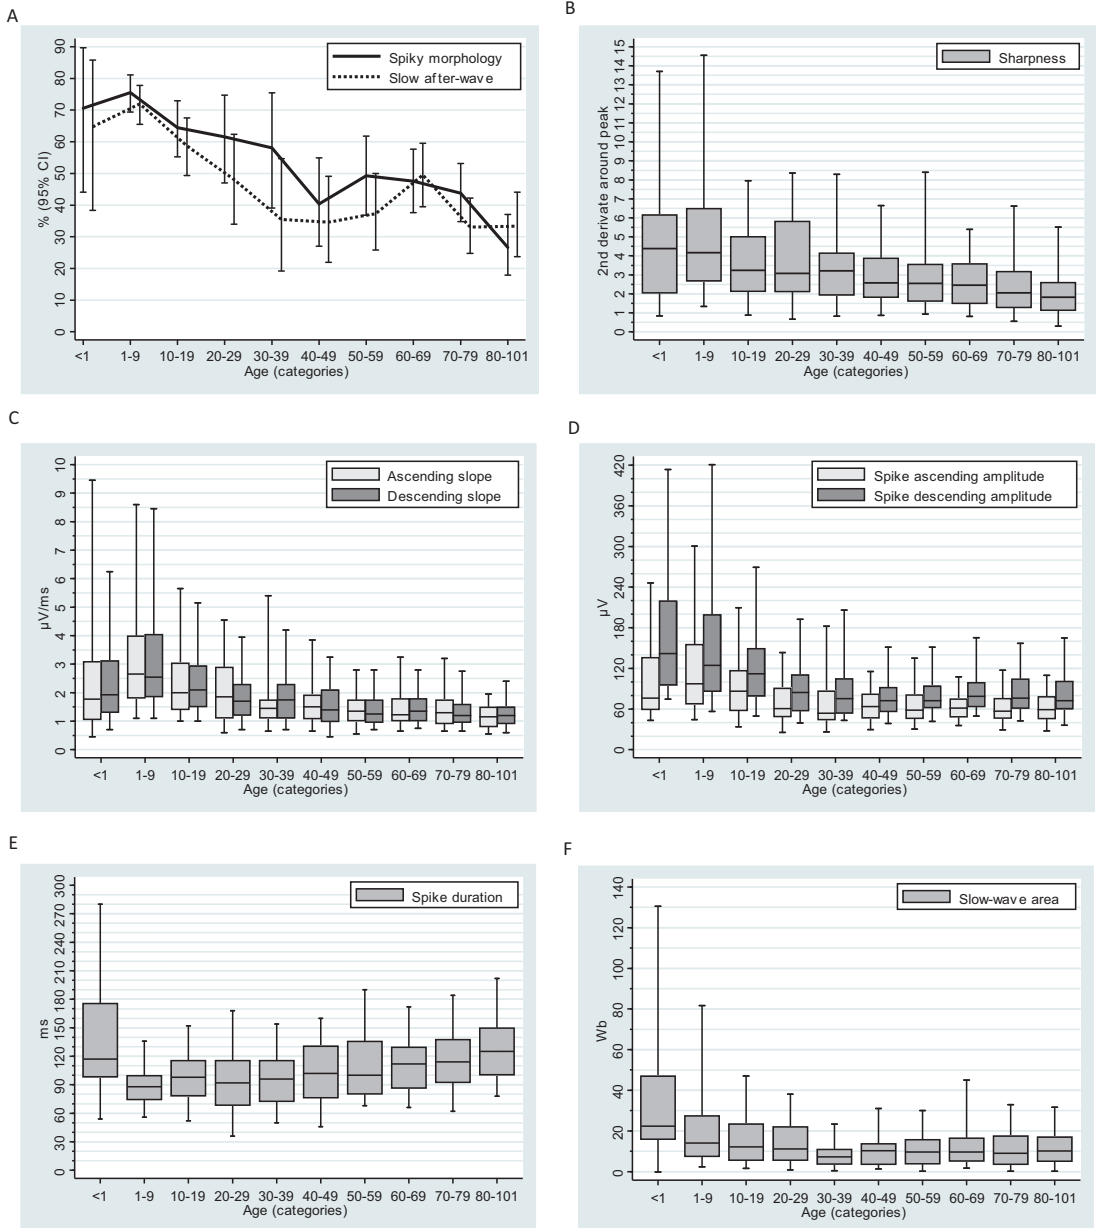 A
% (95% CI)
0 10 20 30 40 50 60 70 80 90
Spiky morphology
Slow after-wave
<1 1-9 10-19 20-29 30-39 40-49 50-59 60-69 70-79 80-101
Age (categories)
B
2nd derivate around peak
0 1 2 3 4 5 6 7 8 9 10 11 12 13 14 15
Sharpness
<1 1-9 10-19 20-29 30-39 40-49 50-59 60-69 70-79 80-101
Age (categories)
C
µV/ms
0 1 2 3 4 5 6 7 8 9 10
Ascending slope
Descending slope
<1 1-9 10-19 20-29 30-39 40-49 50-59 60-69 70-79 80-101
Age (categories)
D
µV
0 60 120 180 240 300 360 420
Spike ascending amplitude
Spike descending amplitude
<1 1-9 10-19 20-29 30-39 40-49 50-59 60-69 70-79 80-101
Age (categories)
E
ms
0 30 60 90 120 150 180 210 240 270 300
Spike duration
<1 1-9 10-19 20-29 30-39 40-49 50-59 60-69 70-79 80-101
Age (categories)
F
Wb
0 20 40 60 80 100 120 140
Slow-wave area
<1 1-9 10-19 20-29 30-39 40-49 50-59 60-69 70-79 80-101
Age (categories)